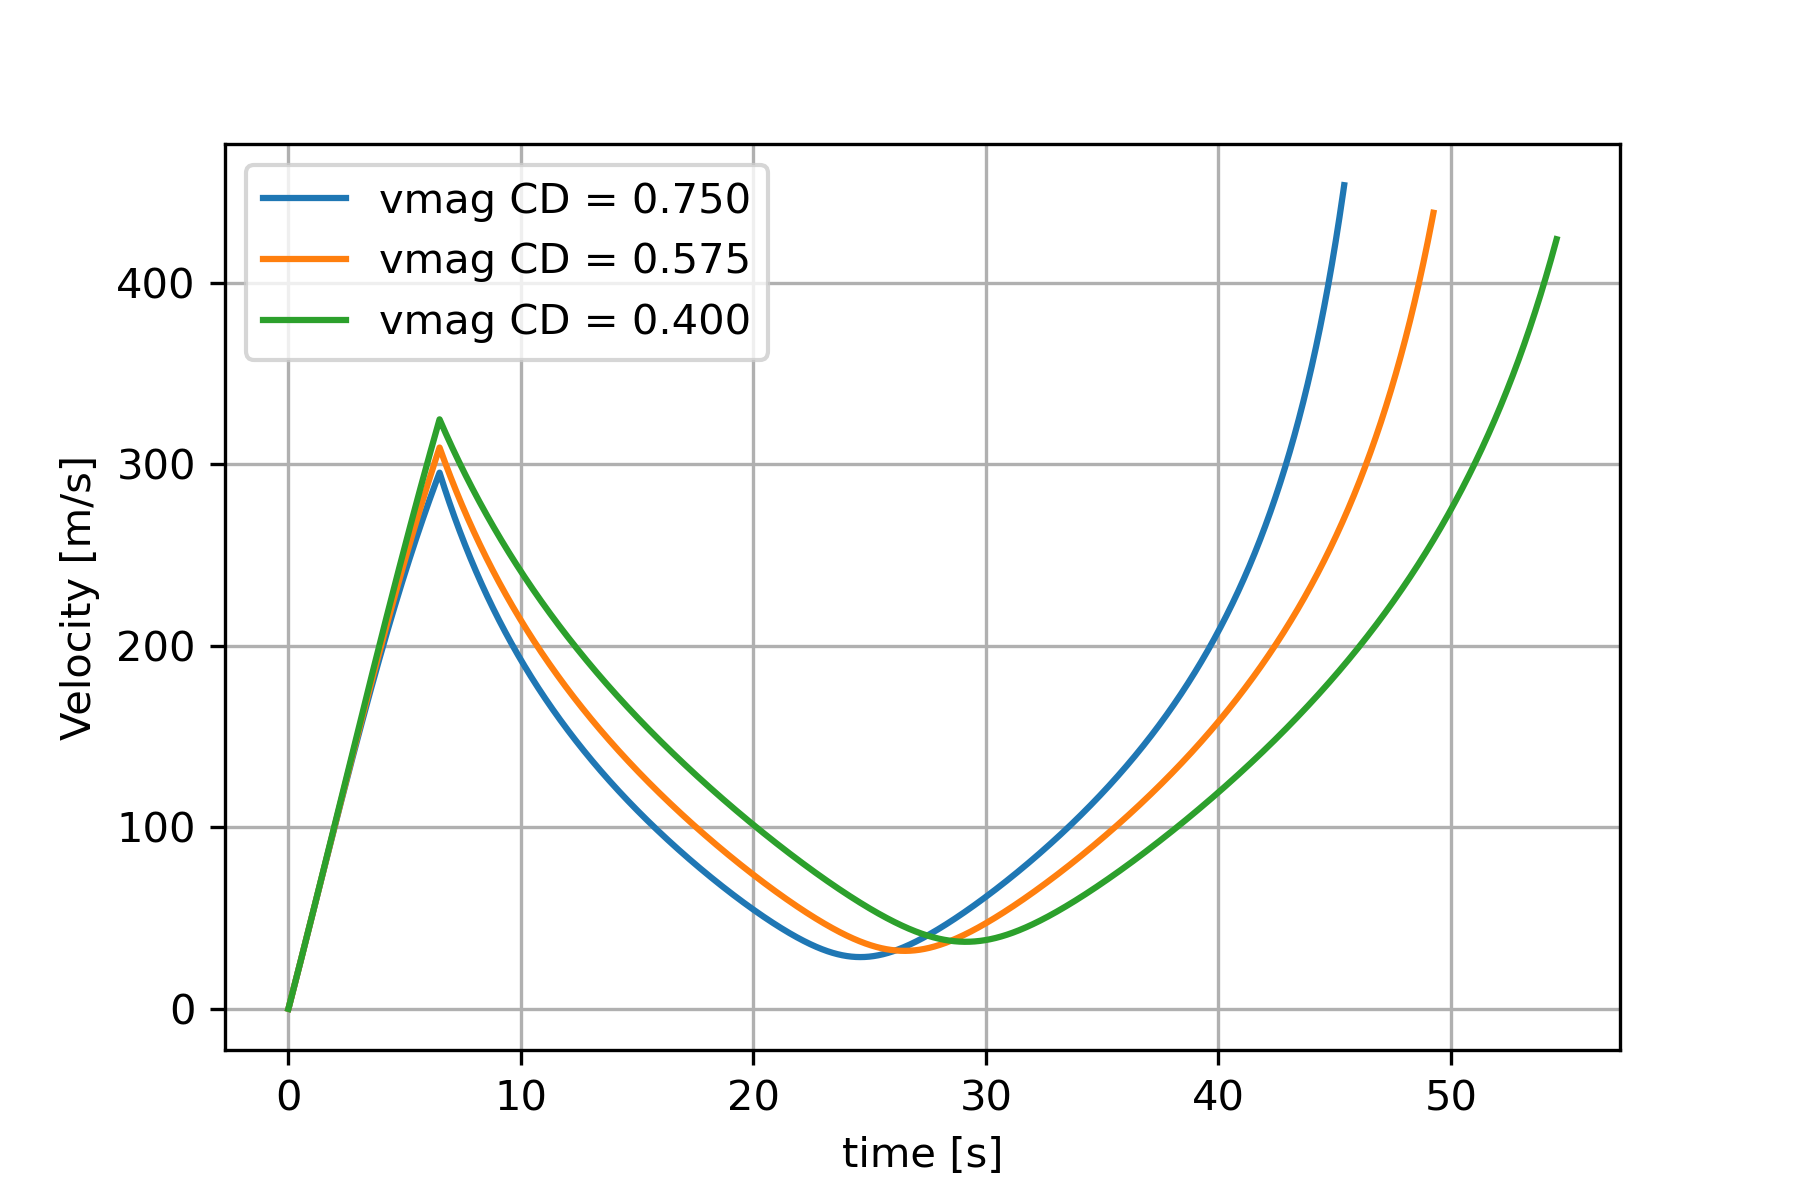 vmag CD = 0.750
vmag CD = 0.575
vmag CD = 0.400
Velocity [m/s]
400
300
200
100
0
0 10 20 30 40 50
time [s]